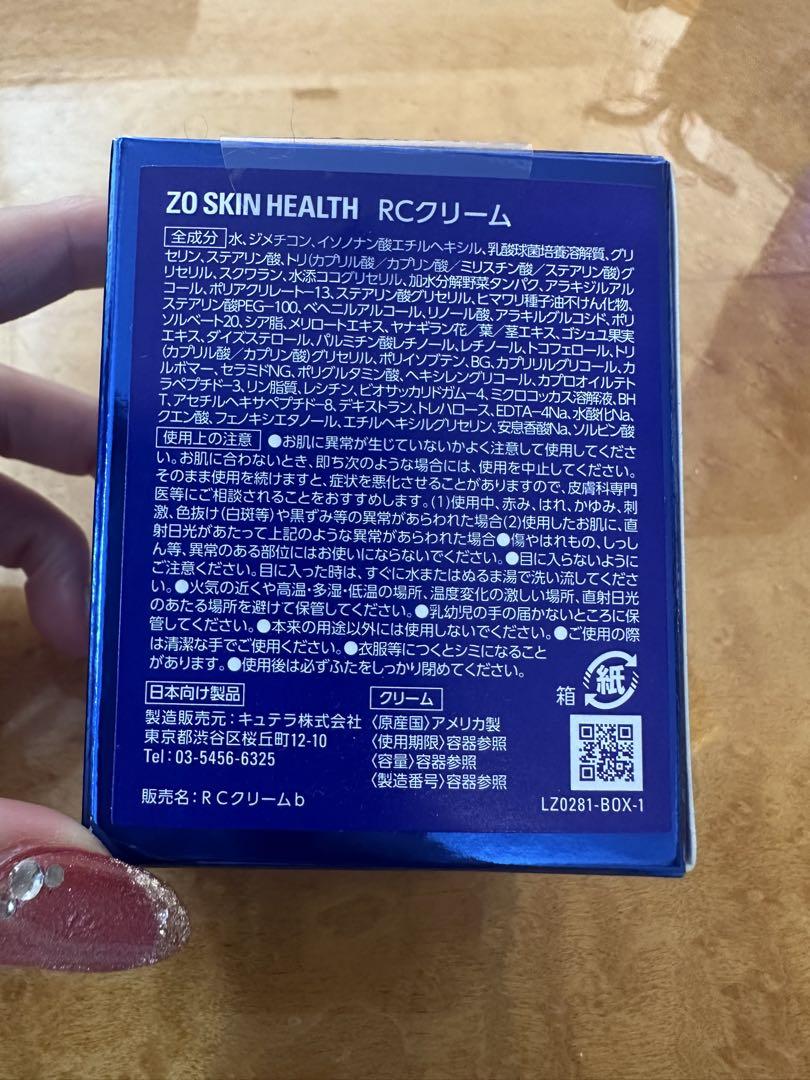 ZO SKIN HEALTH RCクリーム
全成分 水、ジメチコン、イソノナン酸エチルヘキシル、乳酸球菌培養溶解質、グリ
セリン、ステアリン酸、トリ(カプリル酸/カプリン酸/ミリスチン酸/ステアリン酸)グ
リセリル、スクワラン、水添ココグリセリル、加水分解野菜タンパク、アラキジルアル
コール、ポリアクリレート-13、ステアリン酸グリセリル、ヒマワリ種子油不けん化物、
ステアリン酸PEG-100、ベヘニルアルコール、リノール酸、アラキルグルコシド、ポリ
ソルベート20、シア脂、メリロートエキス、ヤナギラン花/葉/茎エキス、ゴシュユ果実
エキス、ダイズステロール、パルミチン酸レチノール、レチノール、トコフェロール、トリ
(カプリル酸/カプリン酸)グリセリル、ポリイソブテン、BG、カプリリルグリコール、カ
ルボマー、セラミドNG、ポリグルタミン酸、ヘキシレングリコール、カプロオイルテト
ラペプチド-3、リン脂質、レシチン、ビオサッカリドガム-4、ミクロコッカス溶解液、BH
T、アセチルヘキサペプチド-8、デキストラン、トレハロース、EDTA-4Na、水酸化Na、
クエン酸、フェノキシエタノール、エチルヘキシルグリセリン、安息香酸Na、ソルビン酸
使用上の注意 ●お肌に異常が生じていないかよく注意して使用してくださ
い。お肌に合わないとき、即ち次のような場合には、使用を中止してください。
そのまま使用を続けますと、症状を悪化させることがありますので、皮膚科専門
医等にご相談されることをおすすめします。(1)使用中、赤み、はれ、かゆみ、刺
激、色抜け(白斑等)や黒ずみ等の異常があらわれた場合(2)使用したお肌に、直
射日光があたって上記のような異常があらわれた場合●傷やはれもの、しっし
ん等、異常のある部位にはお使いにならないでください。●目に入らないように
ご注意ください。目に入った時は、すぐに水またはぬるま湯で洗い流してくださ
い。●火気の近くや高温・多湿・低温の場所、温度変化の激しい場所、直射日光
のあたる場所を避けて保管してください。●乳幼児の手の届かないところに保
管してください。●本来の用途以外には使用しないでください。●ご使用の際
は清潔な手でご使用ください。●衣服等につくとシミになること
があります。●使用後は必ずふたをしっかり閉めてください。
箱 紙
日本向け製品
製造販売元:キュテラ株式会社
東京都渋谷区桜丘町12-10
Tel:03-5456-6325
クリーム
〈原産国〉アメリカ製
〈使用期限〉容器参照
〈容量〉容器参照
〈製造番号〉容器参照
販売名:RCクリームb
LZ0281-BOX-1